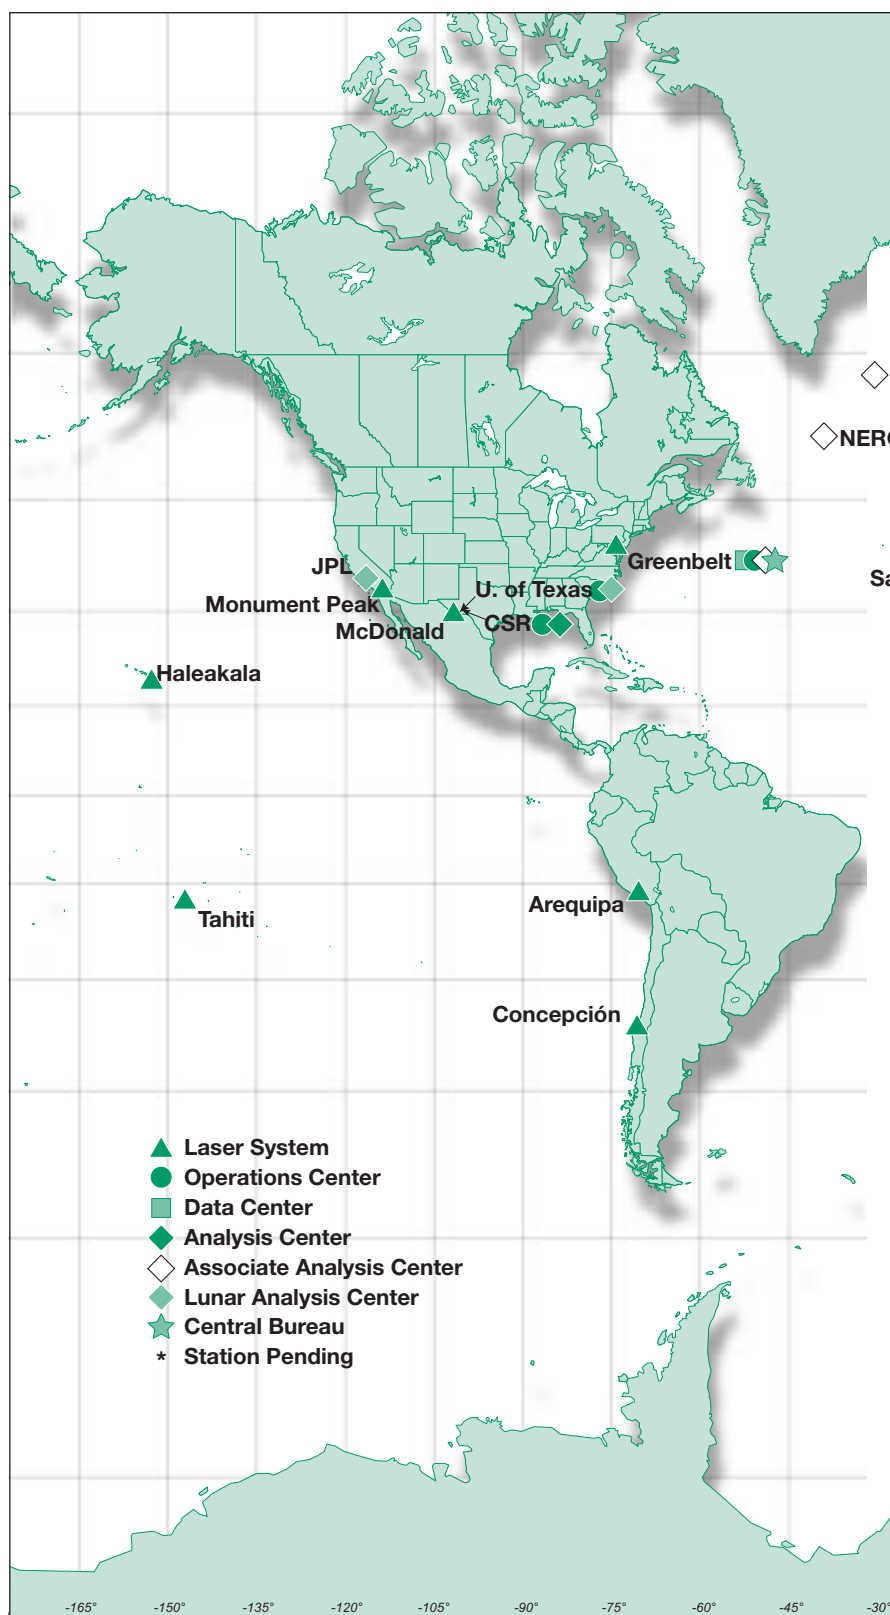 NERC
Greenbelt
Sa
JPL
U. of Texas
Monument Peak
CSR
McDonald
Haleakala
Arequipa
Tahiti
Concepción
Laser System
Operations Center
Data Center
Analysis Center
Associate Analysis Center
Lunar Analysis Center
Central Bureau
* Station Pending
-165° -150° -135° -120° -105° -90° -75° -60° -45° -30°